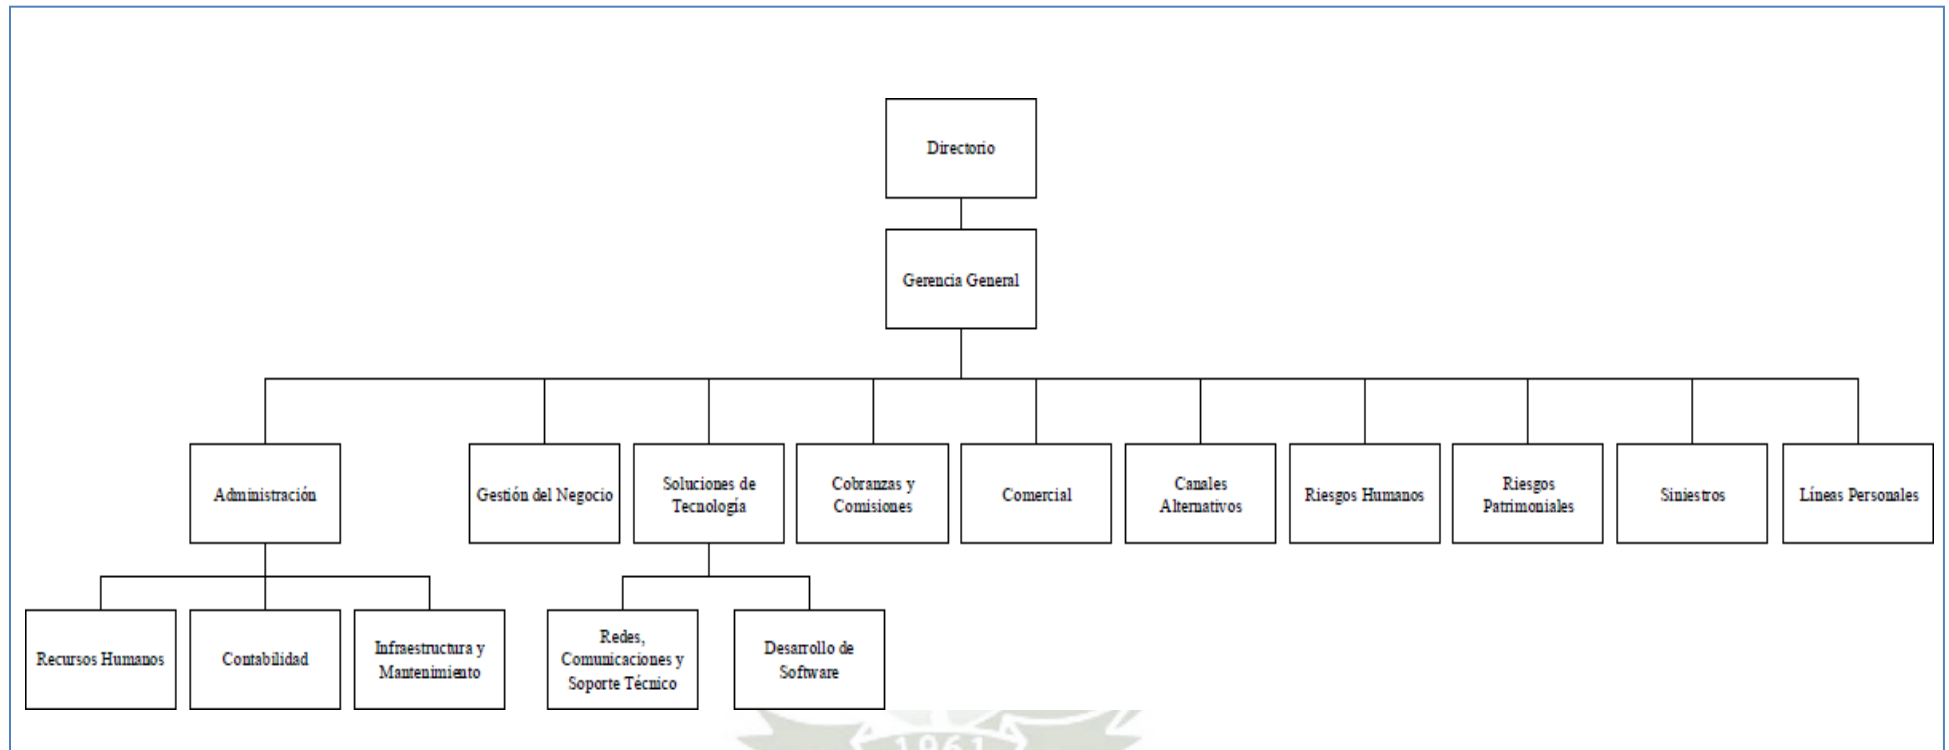 Directorio
Gerencia General
Administración
Gestión del Negocio
Soluciones de
Tecnología
Cobranzas y
Comisiones
Comercial
Canales
Alternativos
Riesgos Humanos
Riesgos
Patrimoniales
Siniestros
Líneas Personales
Recursos Humanos
Contabilidad
Infraestructura y
Mantenimiento
Redes,
Comunicaciones y
Soporte Técnico
Desarrollo de
Software
1961